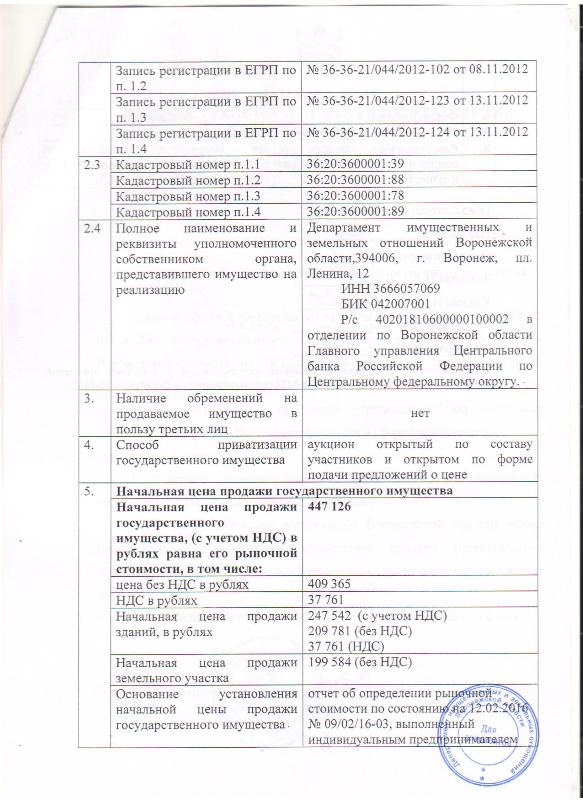 Запись регистрации в ЕГРП по
п. 1.2
№ 36-36-21/044/2012-102 от 08.11.2012
Запись регистрации в ЕГРП по
п. 1.3
№ 36-36-21/044/2012-123 от 13.11.2012
Запись регистрации в ЕГРП по
п. 1.4
№ 36-36-21/044/2012-124 от 13.11.2012
2.3
Кадастровый номер п.1.1
36:20:3600001:39
Кадастровый номер п.1.2
36:20:3600001:88
Кадастровый номер п.1.3
36:20:3600001:78
Кадастровый номер п.1.4
36:20:3600001:89
2.4
Полное наименование и
реквизиты уполномоченного
собственником органа,
представившего имущество на
реализацию
Департамент имущественных и
земельных отношений Воронежской
области,394006, г. Воронеж, пл.
Ленина, 12
ИНН 3666057069
БИК 042007001
Р/с 40201810600000100002 в
отделении по Воронежской области
Главного управления Центрального
банка Российской Федерации по
Центральному федеральному округу.
3.
Наличие обременений на
продаваемое имущество в
пользу третьих лиц
нет
4.
Способ приватизации
государственного имущества
аукцион открытый по составу
участников и открытом по форме
подачи предложений о цене
5.
Начальная цена продажи государственного имущества
Начальная цена продажи
государственного
имущества, (с учетом НДС) в
рублях равна его рыночной
стоимости, в том числе:
447 126
цена без НДС в рублях
409 365
НДС в рублях
37 761
Начальная цена продажи
зданий, в рублях
247 542 (с учетом НДС)
209 781 (без НДС)
37 761 (НДС)
Начальная цена продажи
земельного участка
199 584 (без НДС)
Основание установления
начальной цены продажи
государственного имущества
отчет об определении рыночной
стоимости по состоянию на 12.02.2016
№ 09/02/16-03, выполненный
индивидуальным предпринимателем
Для